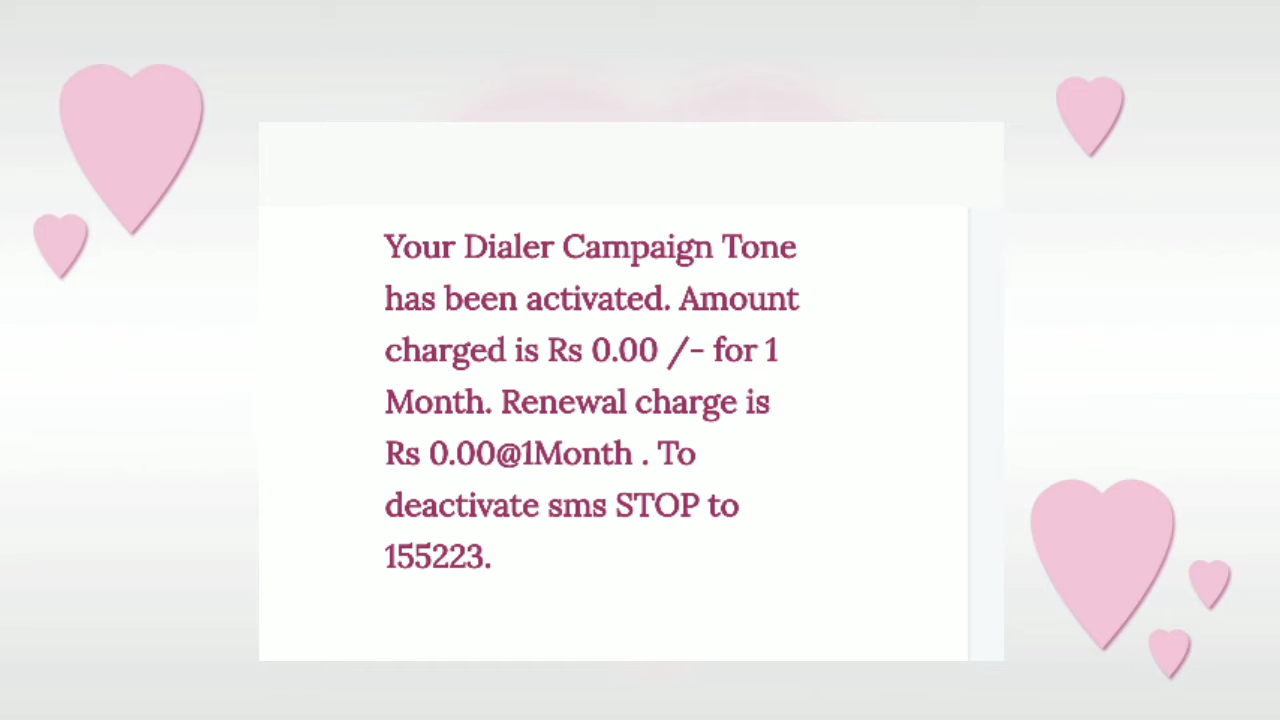 Your Dialer Campaign Tone
has been activated. Amount
charged is Rs 0.00 /- for 1
Month. Renewal charge is
Rs 0.00@1Month . To
deactivate sms STOP to
155223.